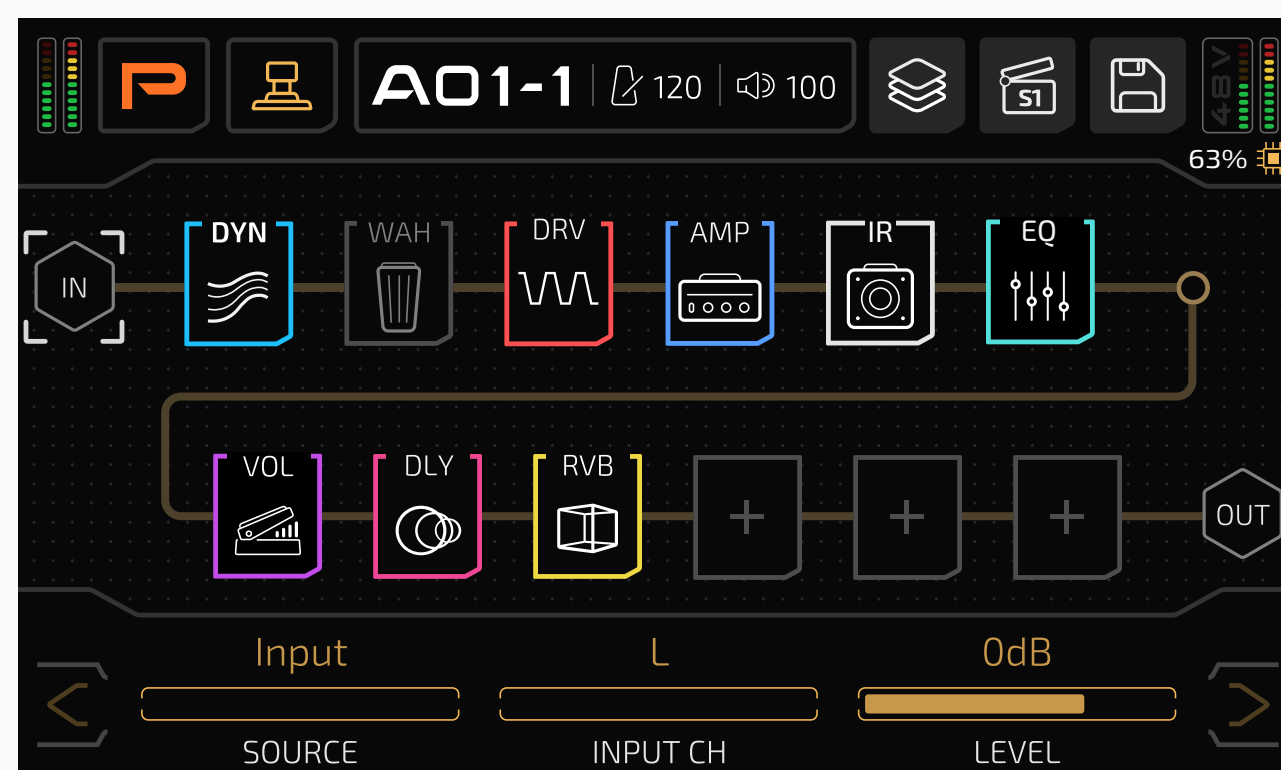 P A01-1 120 100 S1 48V
63%
IN DYN WAH DRV AMP IR EQ
VOL DLY RVB + + + OUT
Input L 0dB
SOURCE INPUT CH LEVEL